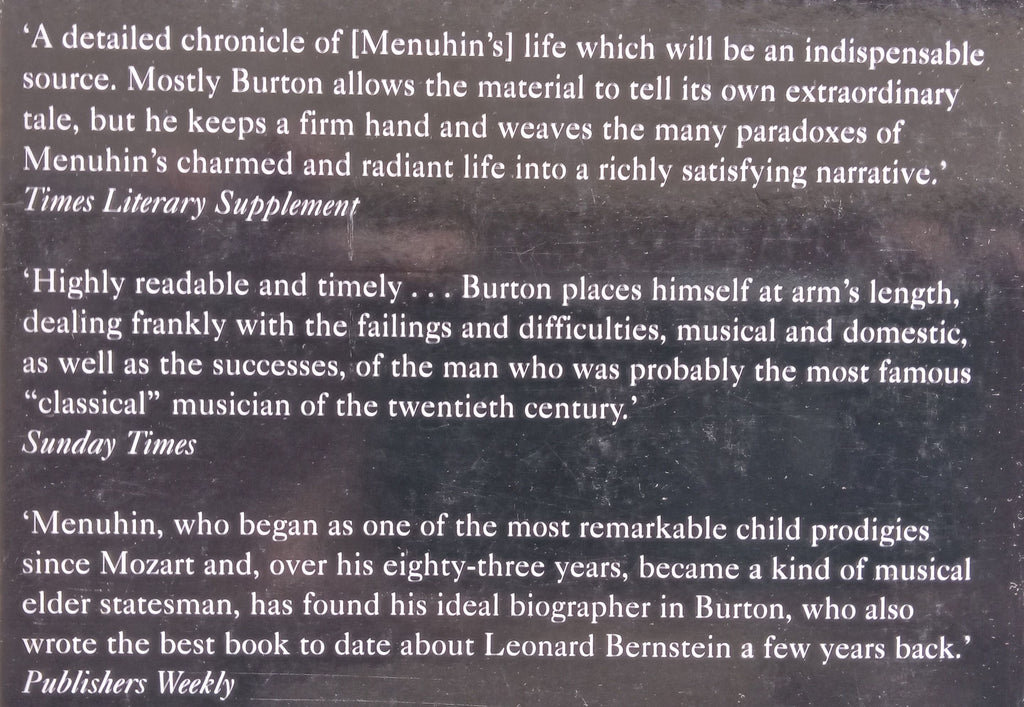 ‘A detailed chronicle of [Menuhin’s] life which will be an indispensable
source. Mostly Burton allows the material to tell its own extraordinary
tale, but he keeps a firm hand and weaves the many paradoxes of
Menuhin’s charmed and radiant life into a richly satisfying narrative.’
Times Literary Supplement
‘Highly readable and timely . . . Burton places himself at arm’s length,
dealing frankly with the failings and difficulties, musical and domestic,
as well as the successes, of the man who was probably the most famous
“classical” musician of the twentieth century.’
Sunday Times
‘Menuhin, who began as one of the most remarkable child prodigies
since Mozart and, over his eighty-three years, became a kind of musical
elder statesman, has found his ideal biographer in Burton, who also
wrote the best book to date about Leonard Bernstein a few years back.’
Publishers Weekly